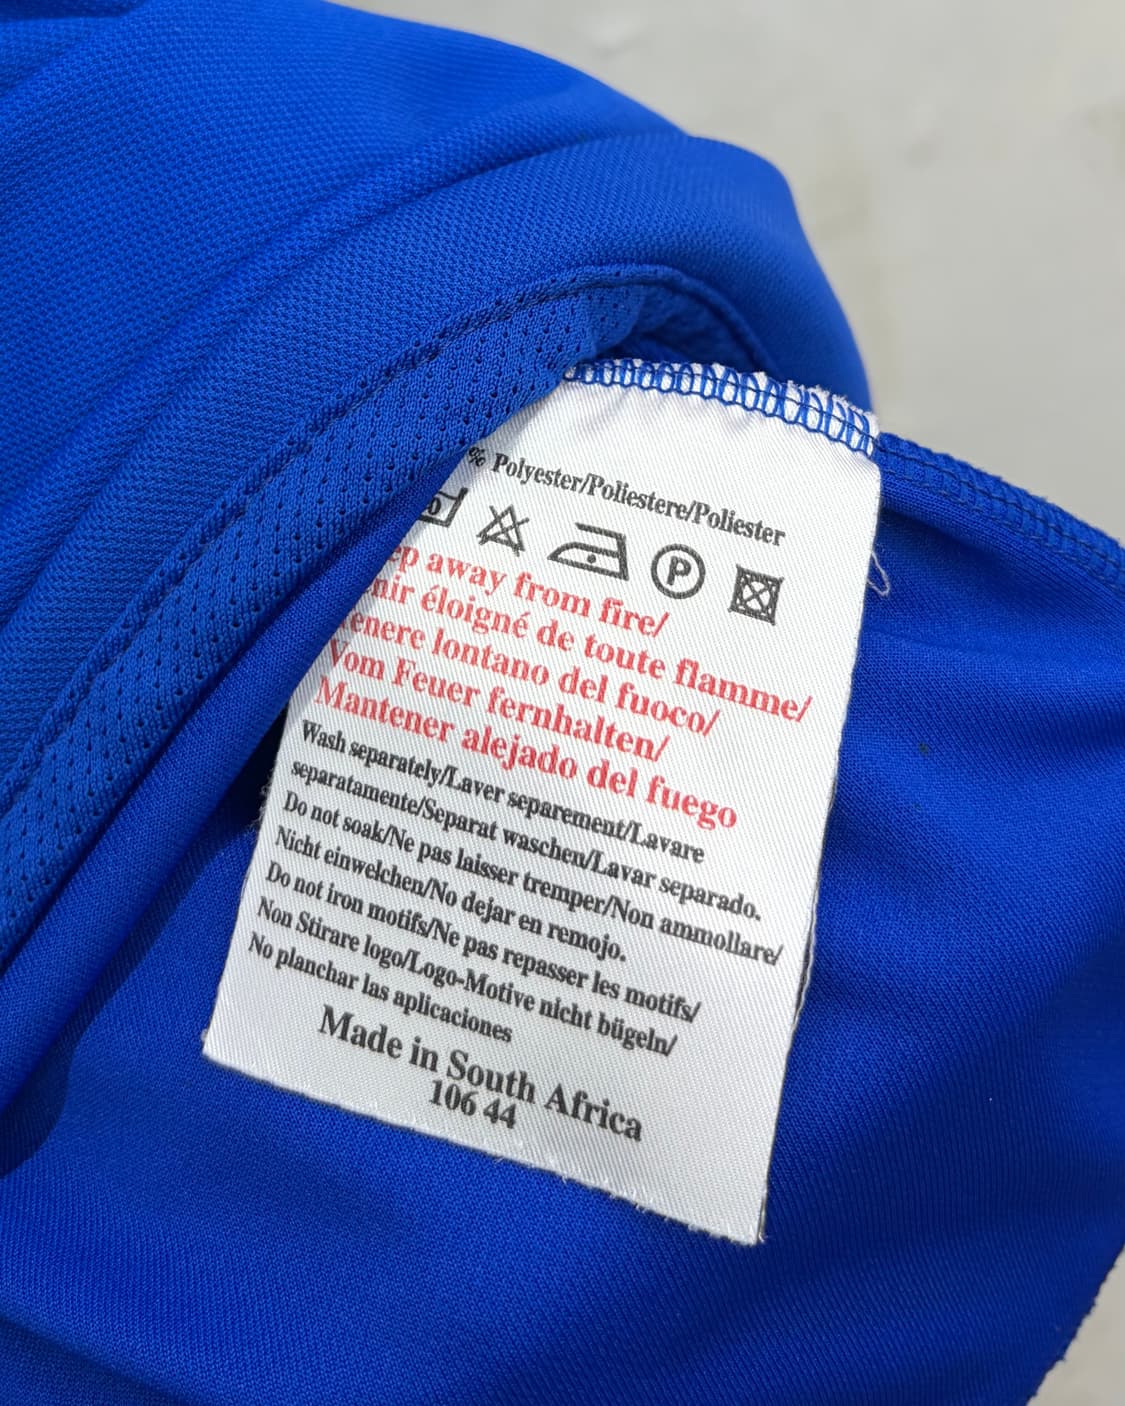 % Polyester/Poliestere/Poliester
P
away from fire/
éloigné de toute flamme/
lontano del fuoco/
Vom Feuer fernhalten/
Mantener alejado del fuego
Wash separately/Laver separement/Lavare
separatamente/Separat waschen/Lavar separado.
Do not soak/Ne pas laisser tremper/Non ammollare/
Nicht einwelchen/No dejar en remojo.
Do not iron motifs/Ne pas repasser les motifs/
Non Stirare logo/Logo-Motive nicht bügeln/
No planchar las aplicaciones
Made in South Africa
106 44